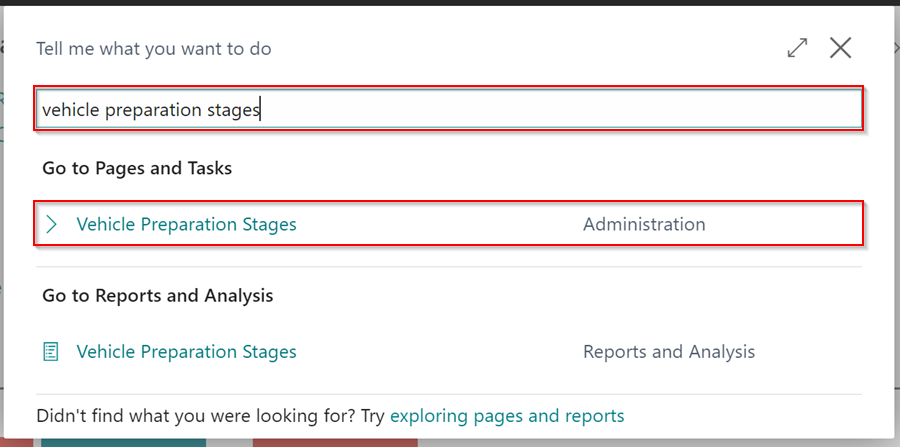 Tell me what you want to do
vehicle preparation stages
Go to Pages and Tasks
Vehicle Preparation Stages Administration
Go to Reports and Analysis
Vehicle Preparation Stages Reports and Analysis
Didn't find what you were looking for? Try exploring pages and reports